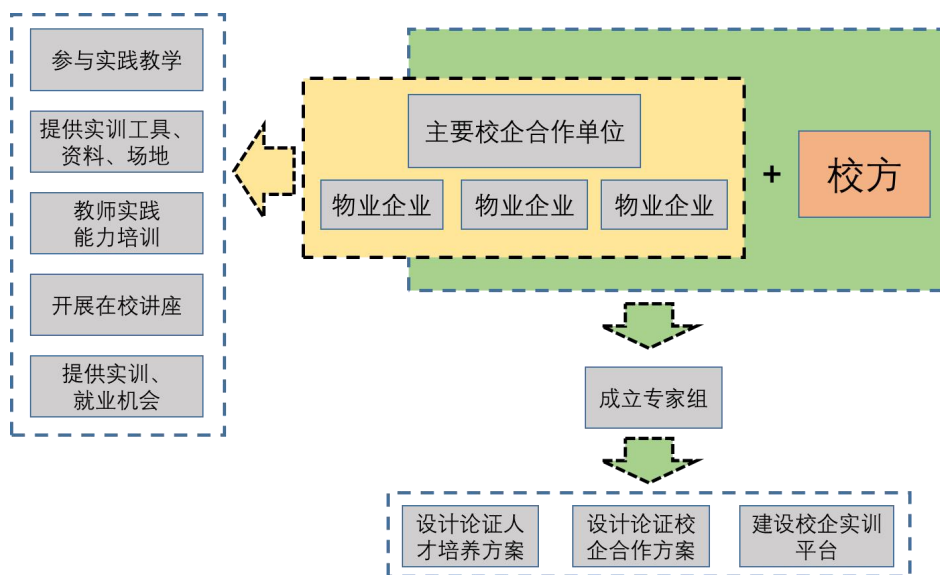 参与实践教学
提供实训工具、
资料、场地
教师实践
能力培训
开展在校讲座
提供实训、
就业机会
主要校企合作单位
物业企业
物业企业
物业企业
+
校方
成立专家组
设计论证人
才培养方案
设计论证校
企合作方案
建设校企实训
平台